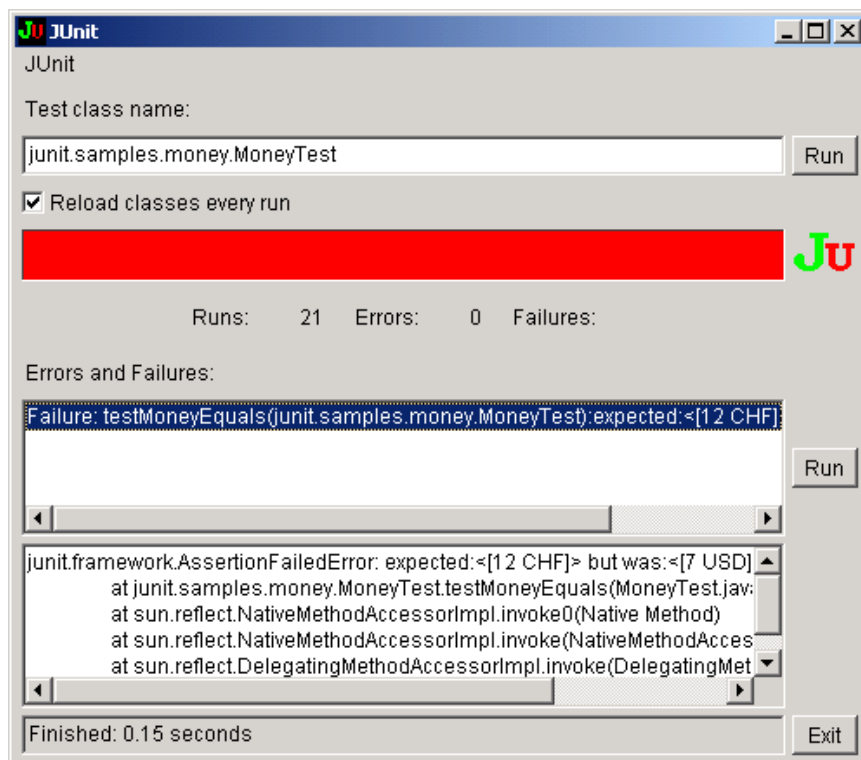 JU JUnit
JUnit
Test class name:
junit.samples.money.MoneyTest Run
Reload classes every run
JU
Runs: 21 Errors: 0 Failures:
Errors and Failures:
Failure: testMoneyEquals(junit.samples.money.MoneyTest):expected:<[12 CHF]
Run
junit.framework.AssertionFailedError: expected:<[12 CHF]> but was:<[7 USD]
at junit.samples.money.MoneyTest.testMoneyEquals(MoneyTest.java:
at sun.reflect.NativeMethodAccessorImpl.invoke0(Native Method)
at sun.reflect.NativeMethodAccessorImpl.invoke(NativeMethodAcces
at sun.reflect.DelegatingMethodAccessorImpl.invoke(DelegatingMet
Finished: 0.15 seconds Exit